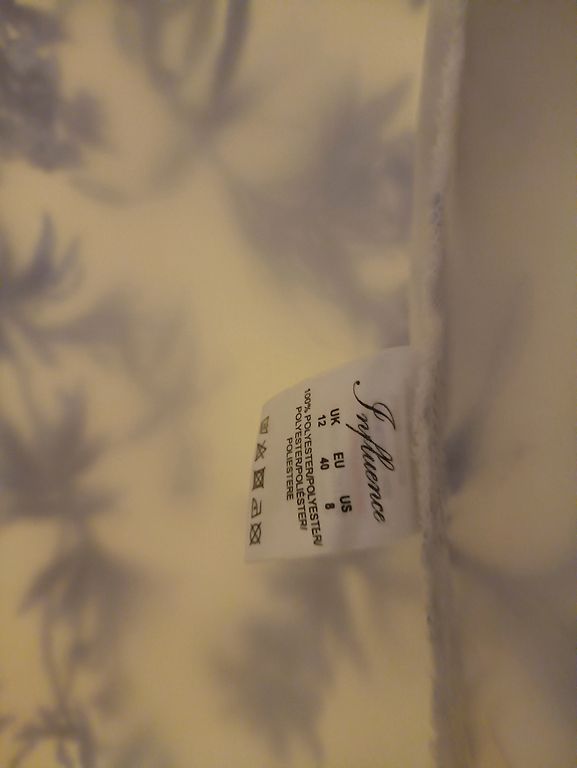 Influence
UK EU US
12 40 8
100% POLYESTER/POLYESTER/
POLYESTER/POLIÉSTER/
POLIESTERE